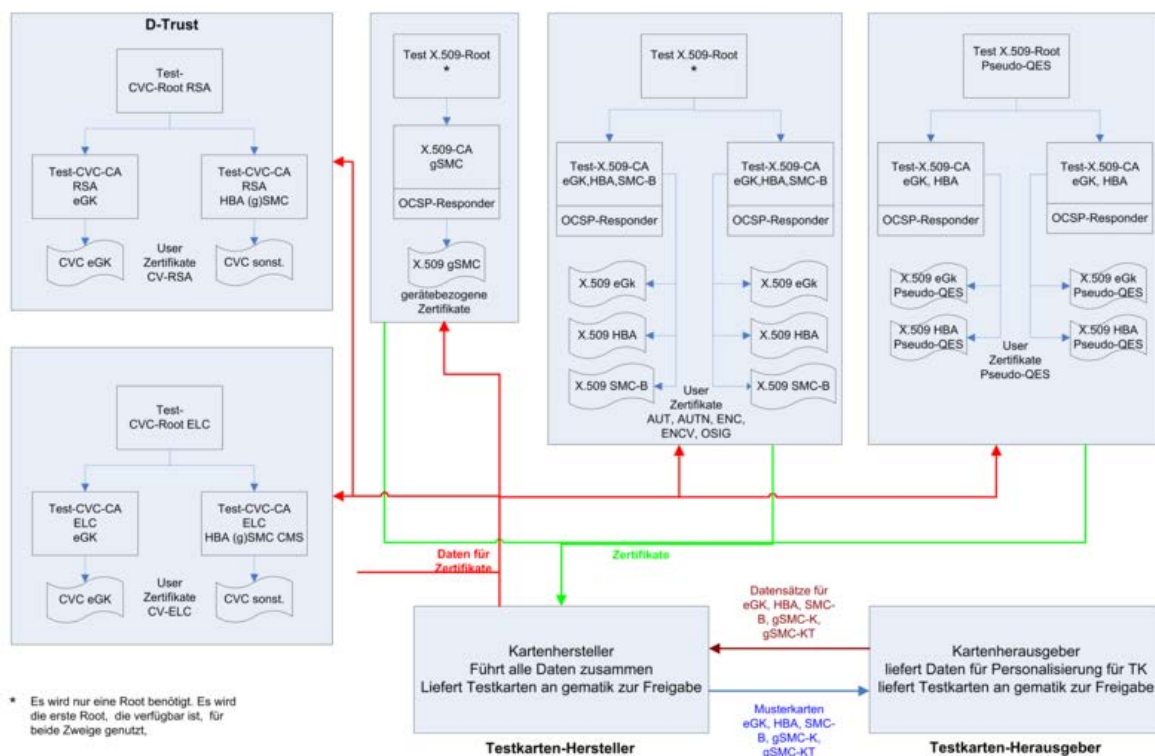 D-Trust
Test-
CVC-Root RSA
Test-CVC-CA
RSA
eGK
Test-CVC-CA
RSA
HBA (g)SMC
CVC eGK
User
Zertifikate
CV-RSA
CVC sonst.
Test-
CVC-Root ELC
Test-CVC-CA
ELC
eGK
Test-CVC-CA
ELC
HBA (g)SMC CMS
CVC eGK
User
Zertifikate
CV-ELC
CVC sonst.
Test X.509-Root
*
X.509-CA
gSMC
OCSP-Responder
X.509 gSMC
gerätebezogene
Zertifikate
Test X.509-Root
*
Test-X.509-CA
eGK,HBA,SMC-B
OCSP-Responder
Test-X.509-CA
eGK,HBA,SMC-B
OCSP-Responder
X.509 eGk
X.509 eGk
X.509 HBA
X.509 HBA
X.509 SMC-B
X.509 SMC-B
User
Zertifikate
AUT, AUTN, ENC,
ENCV, OSIG
Test X.509-Root
Pseudo-QES
Test-X.509-CA
eGK, HBA
OCSP-Responder
Test-X.509-CA
eGK, HBA
OCSP-Responder
X.509 eGk
Pseudo-QES
X.509 eGk
Pseudo-QES
X.509 HBA
Pseudo-QES
X.509 HBA
Pseudo-QES
User
Zertifikate
Pseudo-QES
Daten für
Zertifikate
Zertifikate
Kartenhersteller
Führt alle Daten zusammen
Liefert Testkarten an gematik zur Freigabe
Testkarten-Hersteller
Datensätze für
eGK, HBA, SMC-
B, gSMC-K,
gSMC-KT
Musterkarten
eGK, HBA, SMC-
B, gSMC-K,
gSMC-KT
Kartenherausgeber
liefert Daten für Personalisierung für TK
liefert Testkarten an gematik zur Freigabe
Testkarten-Herausgeber
* Es wird nur eine Root benötigt. Es wird
die erste Root, die verfügbar ist, für
beide Zweige genutzt,